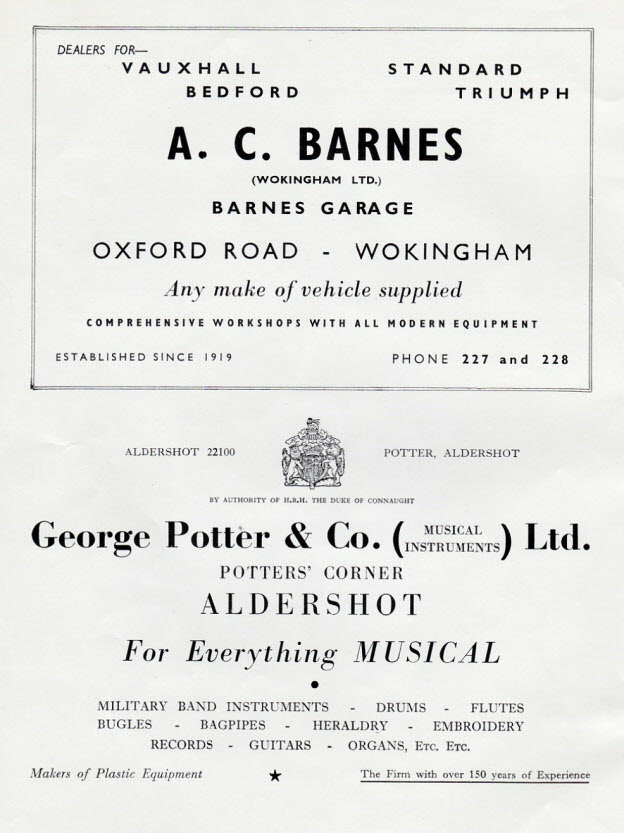 DEALERS FOR—
VAUXHALL STANDARD
BEDFORD TRIUMPH
A. C. BARNES
(WOKINGHAM LTD.)
BARNES GARAGE
OXFORD ROAD - WOKINGHAM
Any make of vehicle supplied
COMPREHENSIVE WORKSHOPS WITH ALL MODERN EQUIPMENT
ESTABLISHED SINCE 1919 PHONE 227 and 228
ALDERSHOT 22100 POTTER, ALDERSHOT
BY AUTHORITY OF H.R.H. THE DUKE OF CONNAUGHT
George Potter & Co. (MUSICAL INSTRUMENTS) Ltd.
POTTERS' CORNER
ALDERSHOT
For Everything MUSICAL
MILITARY BAND INSTRUMENTS - DRUMS - FLUTES
BUGLES - BAGPIPES - HERALDRY - EMBROIDERY
RECORDS - GUITARS - ORGANS, ETC. ETC.
Makers of Plastic Equipment ★ The Firm with over 150 years of Experience